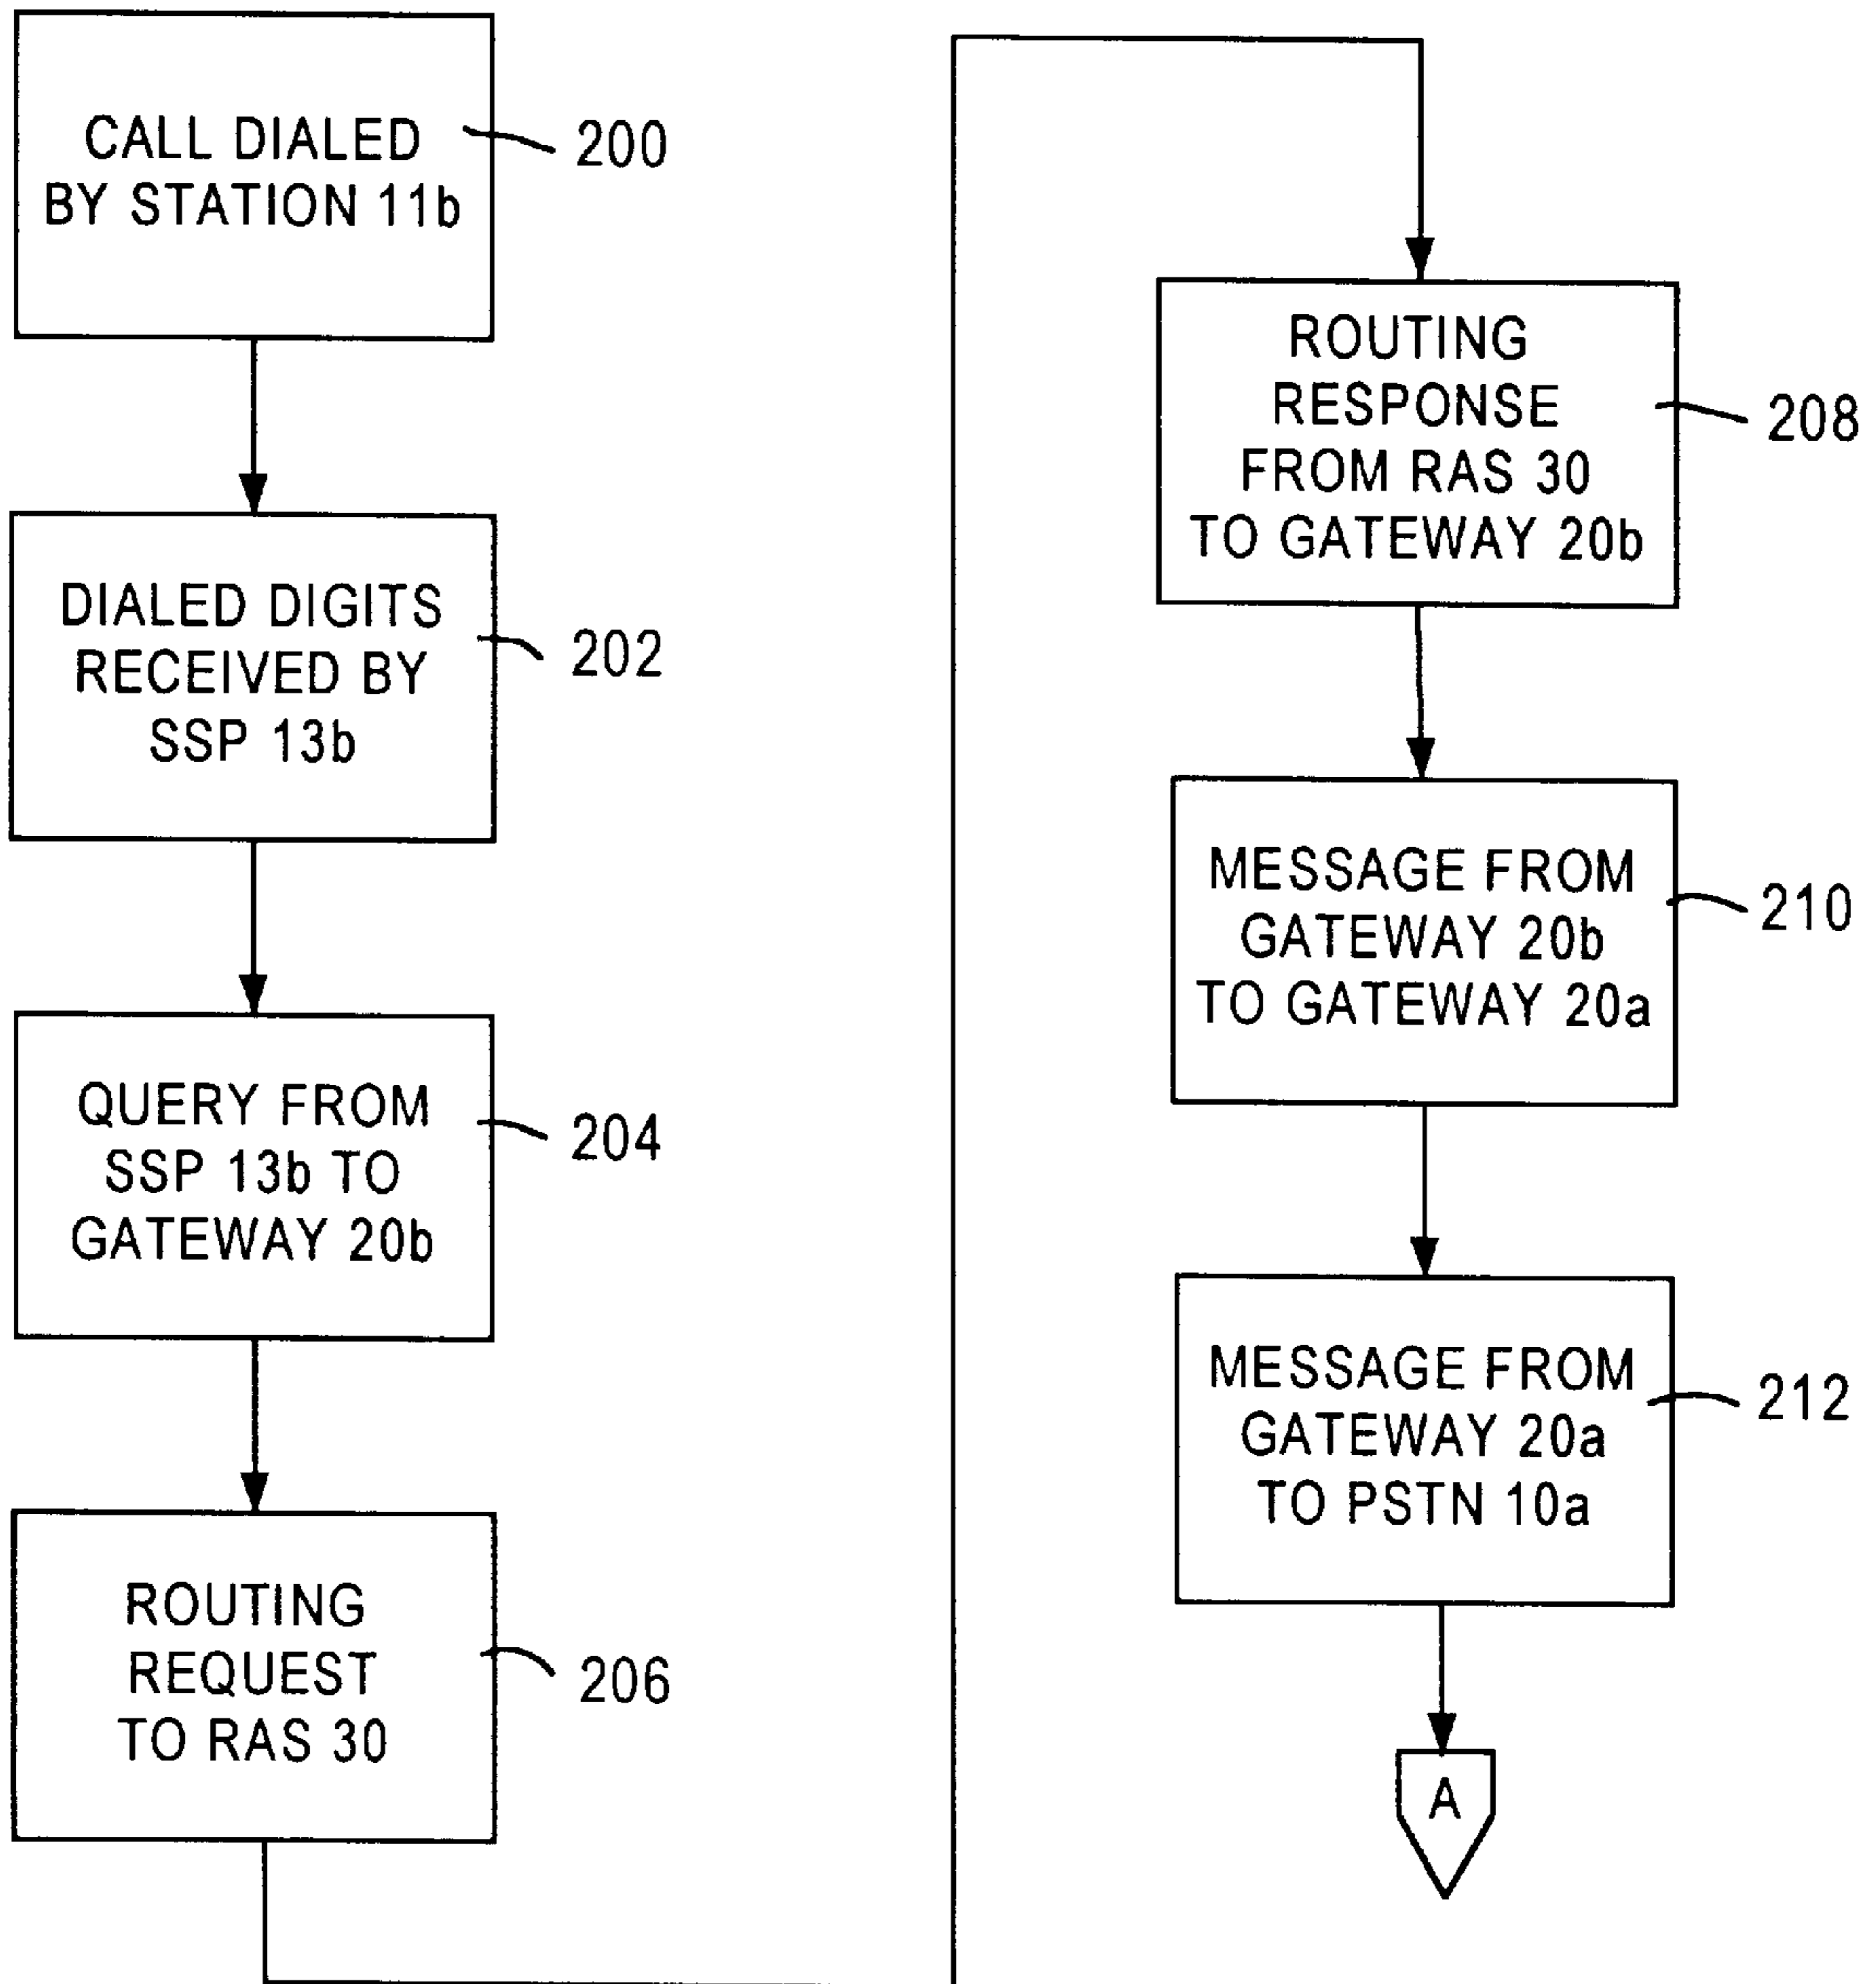 CALL DIALED
BY STATION 11b
200
DIALED DIGITS
RECEIVED BY
SSP 13b
202
QUERY FROM
SSP 13b TO
GATEWAY 20b
204
ROUTING
REQUEST
TO RAS 30
206
ROUTING
RESPONSE
FROM RAS 30
TO GATEWAY 20b
208
MESSAGE FROM
GATEWAY 20b
TO GATEWAY 20a
210
MESSAGE FROM
GATEWAY 20a
TO PSTN 10a
212
A